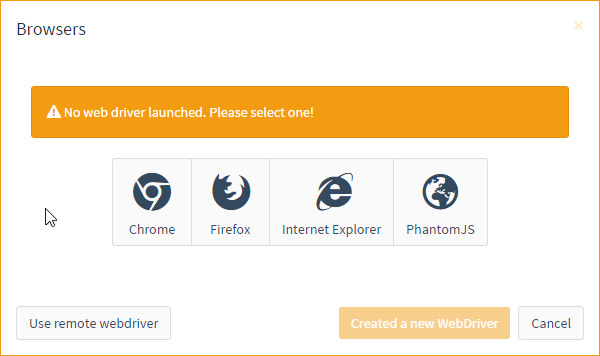 Browsers
×
No web driver launched. Please select one!
Chrome Firefox Internet Explorer PhantomJS
Use remote webdriver Created a new WebDriver Cancel